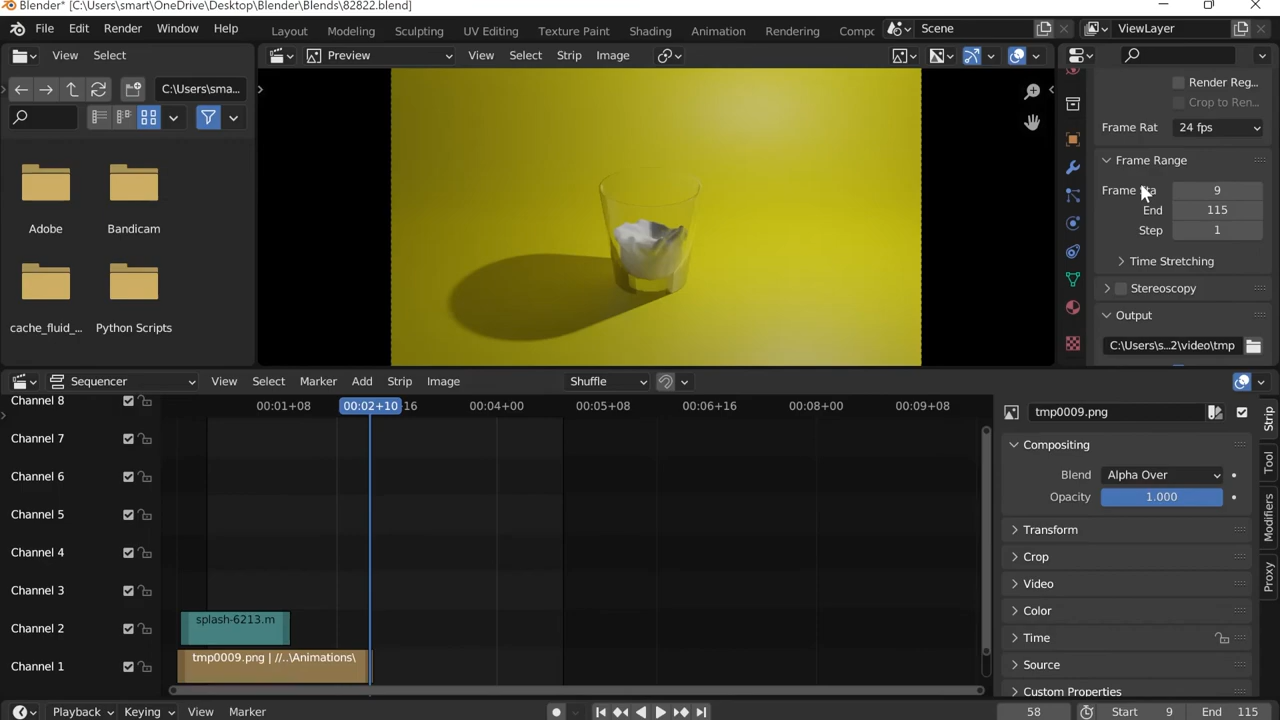 Blender* [C:\Users\smart\OneDrive\Desktop\Blender\Blends\82822.blend]
File Edit Render Window Help
Layout Modeling Sculpting UV Editing Texture Paint Shading Animation Rendering Compo
Scene
ViewLayer
View Select
Preview
View Select Strip Image
C:\Users\sma...
Adobe
Bandicam
cache_fluid_...
Python Scripts
Render Reg...
Crop to Ren...
Frame Rat 24 fps
Frame Range
Frame Sta 9
End 115
Step 1
Time Stretching
Stereoscopy
Output
C:\Users\s...2\video\tmp
Sequencer
View Select Marker Add Strip Image
Shuffle
00:01+08 00:02+10 16 00:04+00 00:05+08 00:06+16 00:08+00 00:09+08
Channel 8
Channel 7
Channel 6
Channel 5
Channel 4
Channel 3
Channel 2
Channel 1
splash-6213.m
tmp0009.png | //..\Animations\
tmp0009.png
Compositing
Blend Alpha Over
Opacity 1.000
Transform
Crop
Video
Color
Time
Source
Custom Properties
Strip
Tool
Modifiers
Proxy
Playback Keying View Marker
58 Start 9 End 115